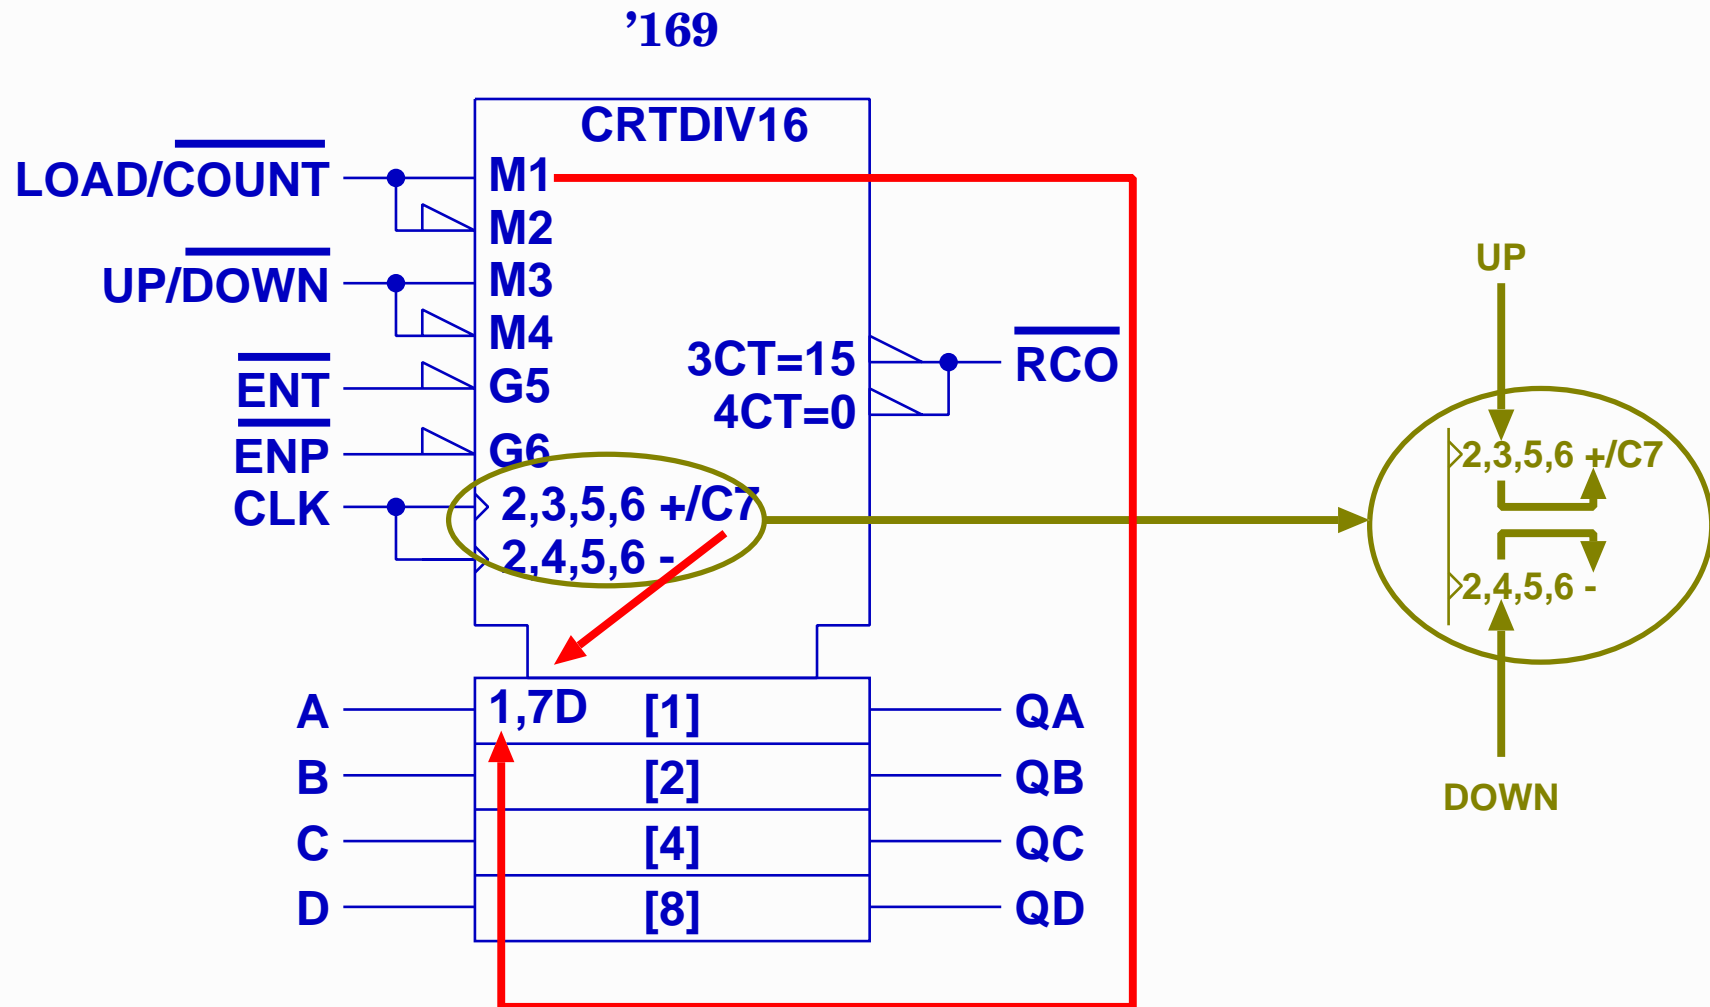 ’169
CRTDIV16
LOAD/COUNT
M1
M2
UP/DOWN
M3
M4
ENT
G5
ENP
G6
CLK
2,3,5,6 +/C7
2,4,5,6 -
3CT=15
4CT=0
RCO
A
1,7D
[1]
QA
B
[2]
QB
C
[4]
QC
D
[8]
QD
UP
2,3,5,6 +/C7
2,4,5,6 -
DOWN